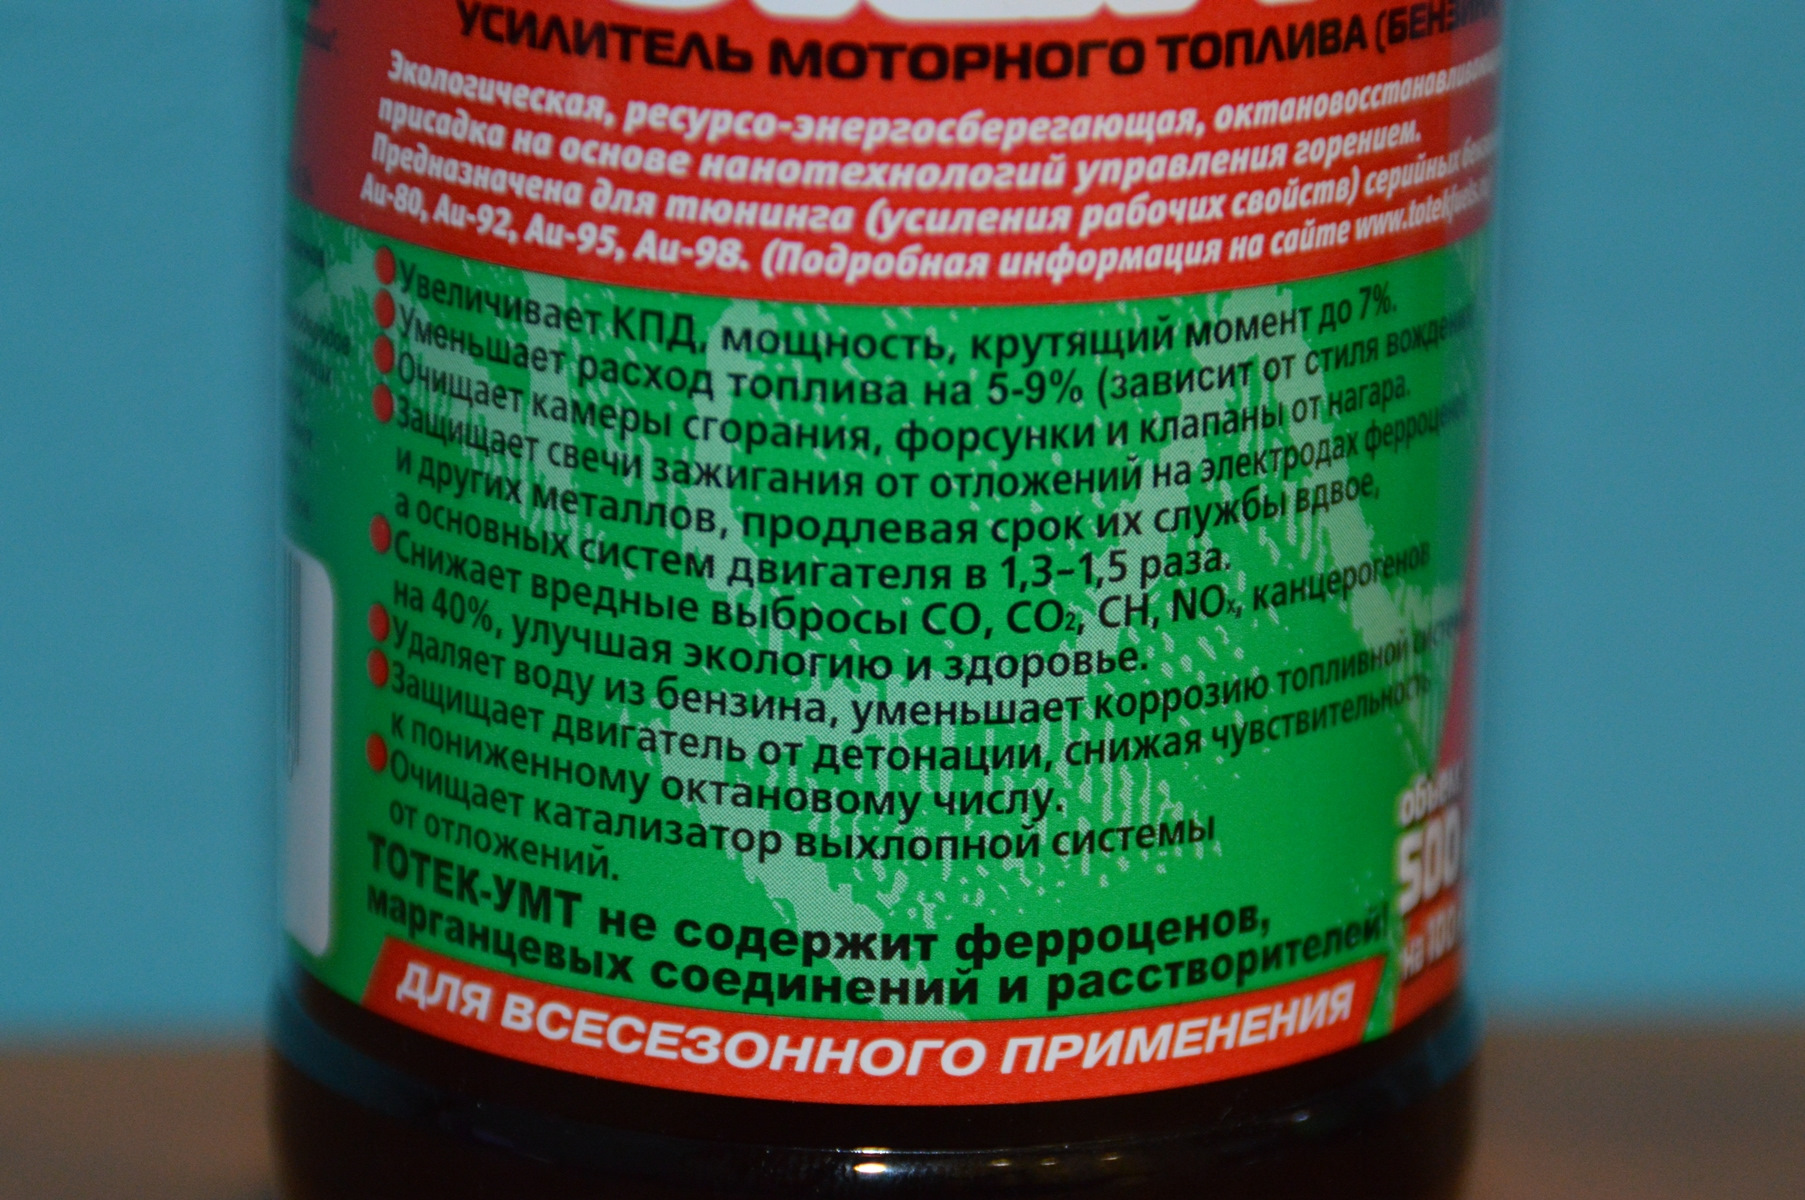 УСИЛИТЕЛЬ МОТОРНОГО ТОПЛИВА
Экологическая, ресурсо-энергосберегающая,
присадка на основе нанотехнологий управления горением.
Предназначена для тюнинга (усиления рабочих свойств) серийных
Аи-80, Аи-92, Аи-95, Аи-98. (Подробная информация на сайте
Увеличивает КПД, мощность, крутящий момент до 7%.
Уменьшает расход топлива на 5-9% (зависит от стиля
Очищает камеры сгорания, форсунки и клапаны от нагара.
Защищает свечи зажигания от отложений на электродах
и других металлов, продлевая срок их службы вдвое,
а основных систем двигателя в 1,3–1,5 раза.
Снижает вредные выбросы CO, CO₂, CH, NOₓ, канцерогенов
на 40%, улучшая экологию и здоровье.
Удаляет воду из бензина, уменьшает коррозию топливной
Защищает двигатель от детонации, снижая чувствительность
к пониженному октановому числу.
Очищает катализатор выхлопной системы
от отложений.
ТОТЕК-УМТ не содержит ферроценов,
марганцевых соединений и расстворителей!
ДЛЯ ВСЕСЕЗОННОГО ПРИМЕНЕНИЯ
500